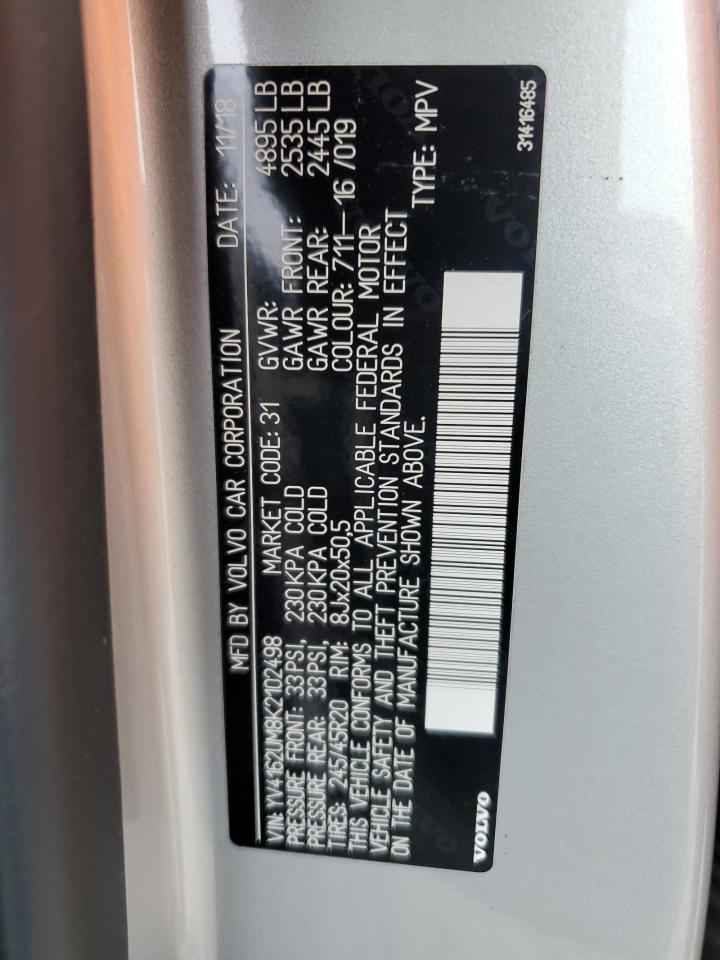 MFD BY VOLVO CAR CORPORATION DATE: 11/18
VIN: YV4162UM8K2102498 MARKET CODE: 31 GVWR: 4895 LB
PRESSURE FRONT: 33PSI, 230KPA COLD GAWR FRONT: 2535 LB
PRESSURE REAR: 33PSI, 230KPA COLD GAWR REAR: 2445 LB
TIRES: 245/45R20 RIM: 8Jx20x50,5 COLOUR: 711— 16 /019
THIS VEHICLE CONFORMS TO ALL APPLICABLE FEDERAL MOTOR
VEHICLE SAFETY AND THEFT PREVENTION STANDARDS IN EFFECT
ON THE DATE OF MANUFACTURE SHOWN ABOVE. TYPE: MPV
VOLVO 31416485